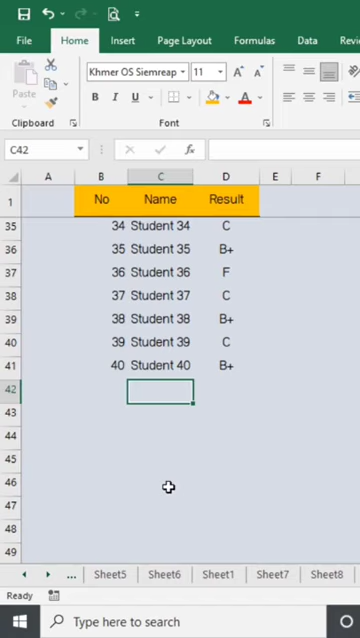 File Home Insert Page Layout Formulas Data
Paste
Khmer OS Siemreap 11 A A
B I U A
Clipboard Font
C42 fx
A B C D E F
1 No Name Result
35 34 Student 34 C
36 35 Student 35 B+
37 36 Student 36 F
38 37 Student 37 C
39 38 Student 38 B+
40 39 Student 39 C
41 40 Student 40 B+
42
43
44
45
46
47
48
49
... Sheet5 Sheet6 Sheet1 Sheet7 Sheet8
Ready
Type here to search